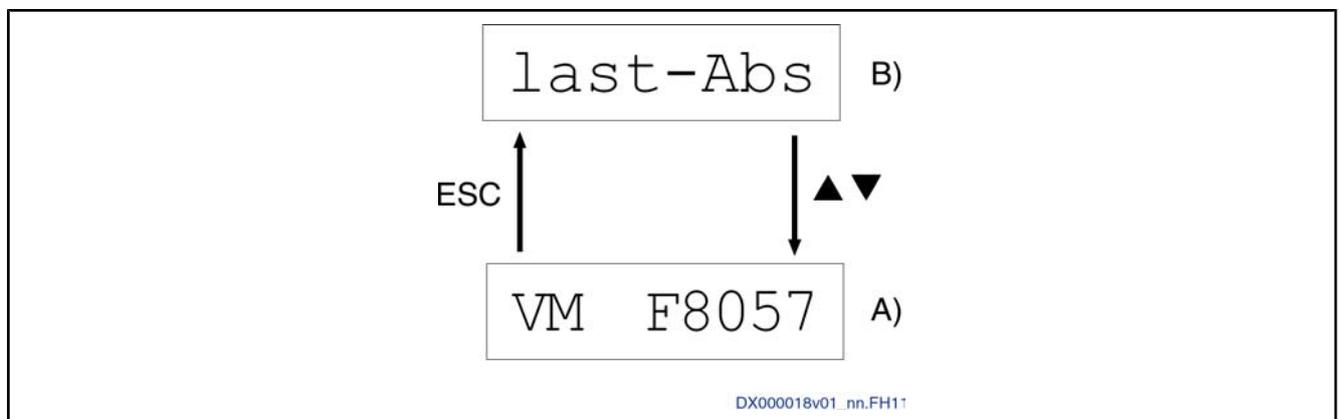 last-Abs B)
ESC ▲▼
VM F8057 A)
DX000018v01_nn.FH11